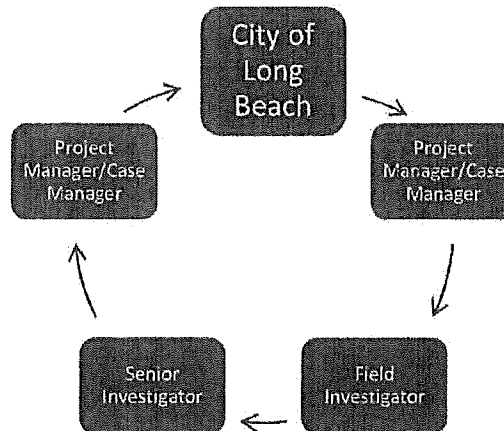 City of
Long
Beach
Project
Manager/Case
Manager
Project
Manager/Case
Manager
Senior
Investigator
Field
Investigator